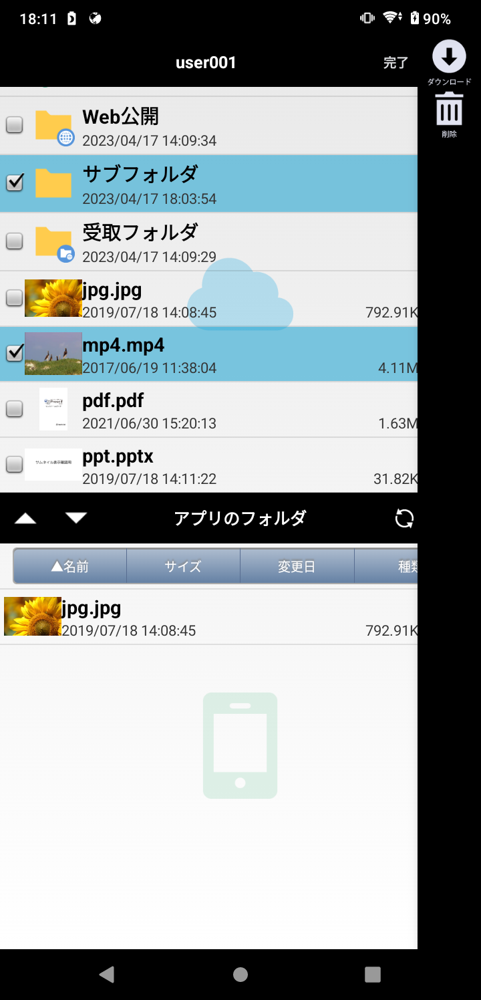 18:11
90%
user001
完了
ダウンロード
削除
Web公開
2023/04/17 14:09:34
サブフォルダ
2023/04/17 18:03:54
受取フォルダ
2023/04/17 14:09:29
jpg.jpg
2019/07/18 14:08:45 792.91K
mp4.mp4
2017/06/19 11:38:04 4.11M
pdf.pdf
2021/06/30 15:20:13 1.63M
サムネイル表示確認用
ppt.pptx
2019/07/18 14:11:22 31.82K
アプリのフォルダ
▲名前 サイズ 変更日 種類
jpg.jpg
2019/07/18 14:08:45 792.91K